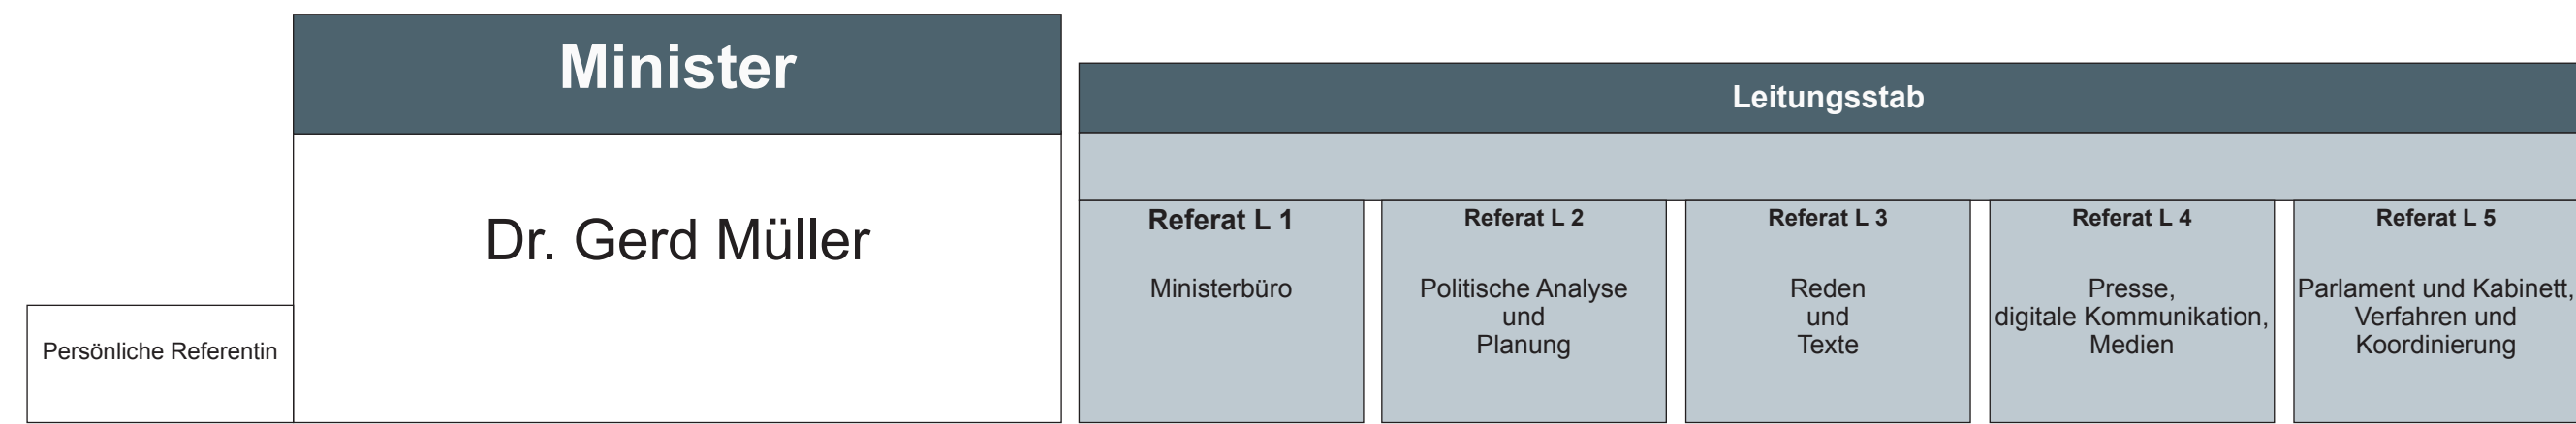 Minister
Dr. Gerd Müller
Persönliche Referentin
Leitungsstab
Referat L 1
Ministerbüro
Referat L 2
Politische Analyse
und
Planung
Referat L 3
Reden
und
Texte
Referat L 4
Presse,
digitale Kommunikation,
Medien
Referat L 5
Parlament und Kabinett,
Verfahren und
Koordinierung